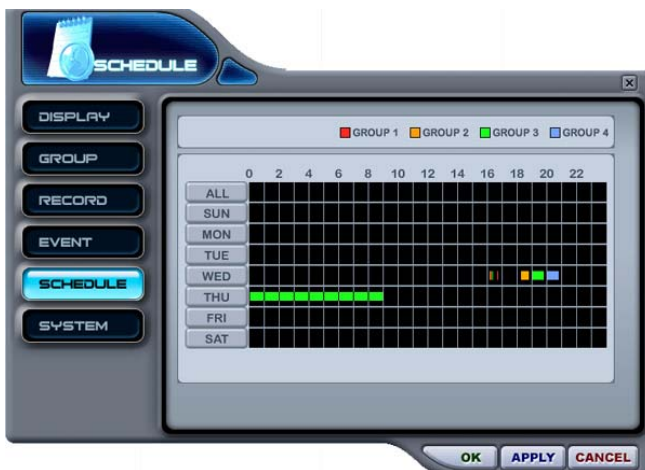 SCHEDULE
DISPLAY
GROUP
RECORD
EVENT
SCHEDULE
SYSTEM
GROUP 1 GROUP 2 GROUP 3 GROUP 4
0 2 4 6 8 10 12 14 16 18 20 22
ALL
SUN
MON
TUE
WED
THU
FRI
SAT
OK APPLY CANCEL